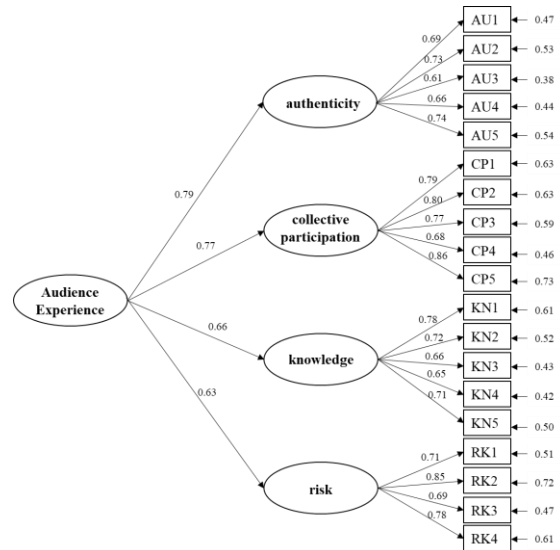 AU1
0.47
0.69
AU2
0.53
0.73
AU3
0.38
0.61
authenticity
0.66
AU4
0.44
0.74
AU5
0.54
CP1
0.63
0.79
0.79
CP2
0.63
0.80
collective
participation
0.77
CP3
0.59
0.68
CP4
0.46
0.77
0.86
CP5
0.73
Audience
Experience
KN1
0.61
0.78
0.72
KN2
0.52
0.66
knowledge
0.66
KN3
0.43
0.65
KN4
0.42
0.63
0.71
KN5
0.50
RK1
0.51
0.71
0.85
RK2
0.72
risk
0.69
RK3
0.47
0.78
RK4
0.61